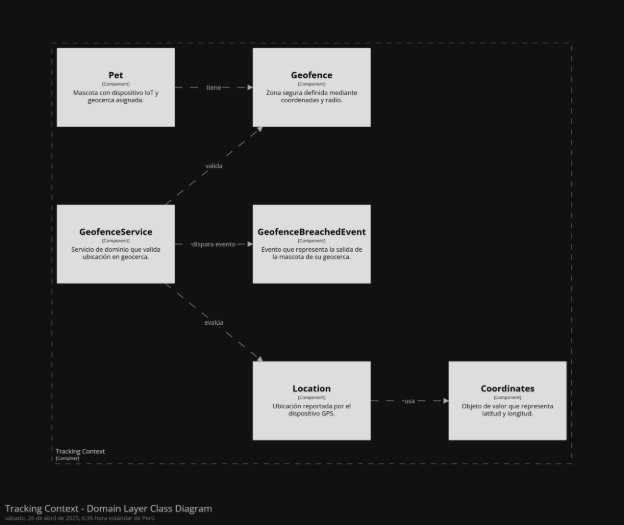 Pet
[Component]
Mascota con dispositivo IoT y
geocerca asignada.
tiene
Geofence
[Component]
Zona segura definida mediante
coordenadas y radio.
valida
GeofenceService
[Component]
Servicio de dominio que valida
ubicación en geocerca.
dispara evento
GeofenceBreachedEvent
[Component]
Evento que representa la salida de
la mascota de su geocerca.
evalúa
Location
[Component]
Ubicación reportada por el
dispositivo GPS.
usa
Coordinates
[Component]
Objeto de valor que representa
latitud y longitud.
Tracking Context
[Container]
Tracking Context - Domain Layer Class Diagram
sábado, 26 de abril de 2025, 6:35 hora estándar de Perú